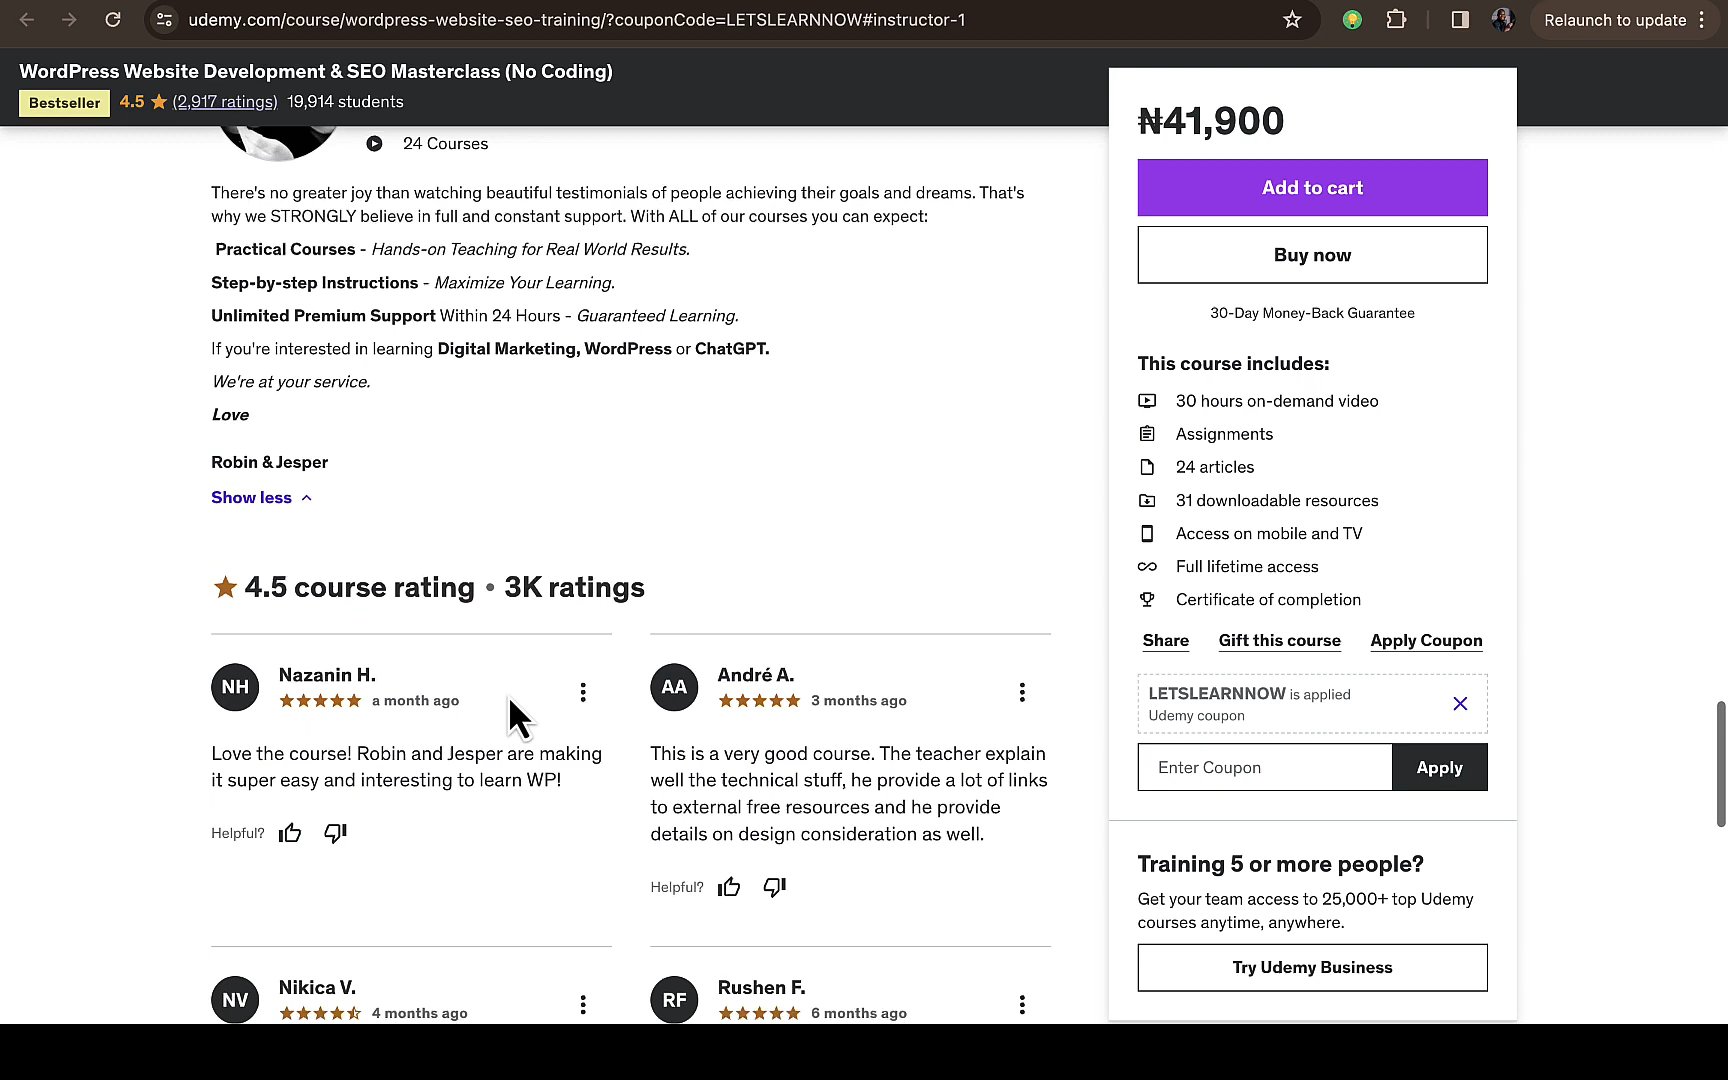 udemy.com/course/wordpress-website-seo-training/?couponCode=LETSLEARNNOW#instructor-1
Relaunch to update
WordPress Website Development & SEO Masterclass (No Coding)
Bestseller 4.5 (2,917 ratings) 19,914 students
24 Courses
There's no greater joy than watching beautiful testimonials of people achieving their goals and dreams. That's
why we STRONGLY believe in full and constant support. With ALL of our courses you can expect:
Practical Courses - Hands-on Teaching for Real World Results.
Step-by-step Instructions - Maximize Your Learning.
Unlimited Premium Support Within 24 Hours - Guaranteed Learning.
If you're interested in learning Digital Marketing, WordPress or ChatGPT.
We're at your service.
Love
Robin & Jesper
Show less
4.5 course rating • 3K ratings
NH
Nazanin H.
a month ago
Love the course! Robin and Jesper are making
it super easy and interesting to learn WP!
Helpful?
AA
André A.
3 months ago
This is a very good course. The teacher explain
well the technical stuff, he provide a lot of links
to external free resources and he provide
details on design consideration as well.
Helpful?
NV
Nikica V.
4 months ago
RF
Rushen F.
6 months ago
₦41,900
Add to cart
Buy now
30-Day Money-Back Guarantee
This course includes:
30 hours on-demand video
Assignments
24 articles
31 downloadable resources
Access on mobile and TV
Full lifetime access
Certificate of completion
Share Gift this course Apply Coupon
LETSLEARNNOW is applied
Udemy coupon
Enter Coupon Apply
Training 5 or more people?
Get your team access to 25,000+ top Udemy
courses anytime, anywhere.
Try Udemy Business